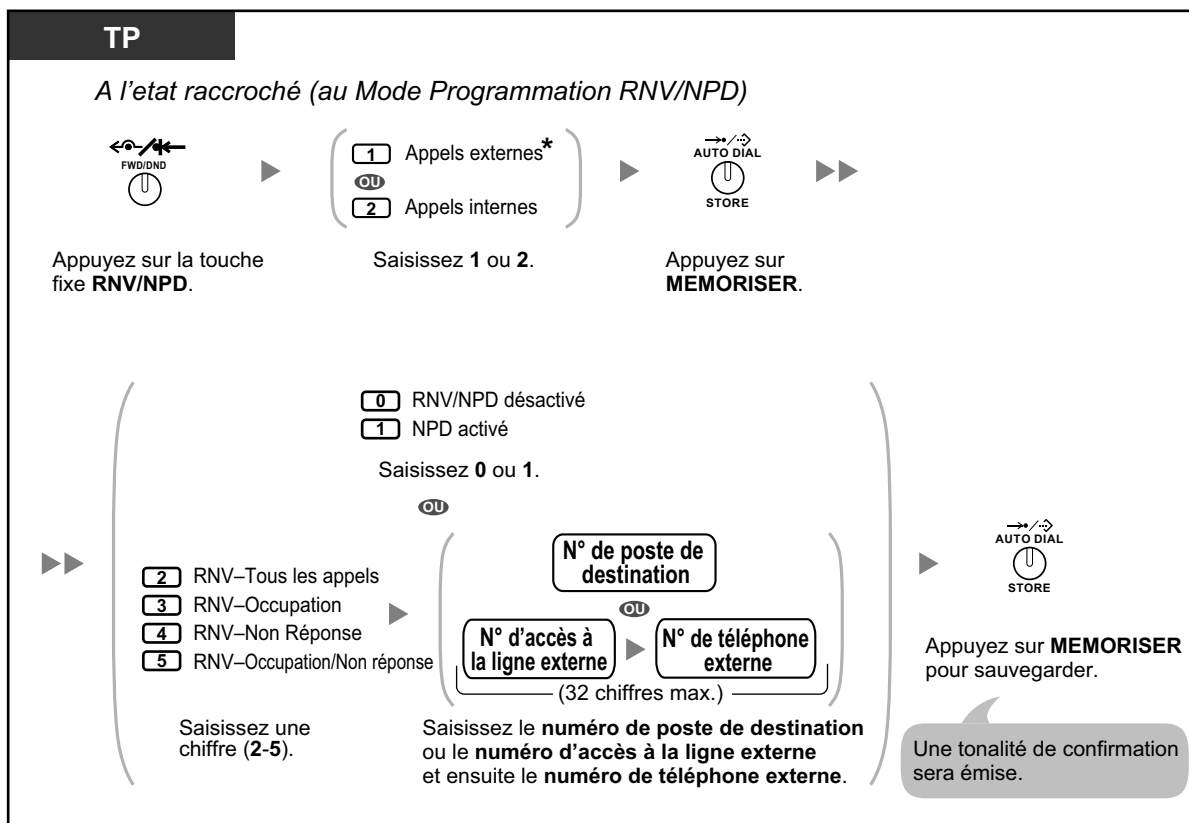 TP
A l’etat raccroché (au Mode Programmation RNV/NPD)
FWD/DND
1 Appels externes*
OU
2 Appels internes
AUTO DIAL
STORE
Appuyez sur la touche
fixe RNV/NPD.
Saisissez 1 ou 2.
Appuyez sur
MEMORISER.
0 RNV/NPD désactivé
1 NPD activé
Saisissez 0 ou 1.
OU
2 RNV–Tous les appels
3 RNV–Occupation
4 RNV–Non Réponse
5 RNV–Occupation/Non réponse
Saisissez une
chiffre (2-5).
N° de poste de
destination
OU
N° d’accès à
la ligne externe
N° de téléphone
externe
(32 chiffres max.)
Saisissez le numéro de poste de destination
ou le numéro d’accès à la ligne externe
et ensuite le numéro de téléphone externe.
AUTO DIAL
STORE
Appuyez sur MEMORISER
pour sauvegarder.
Une tonalité de confirmation
sera émise.